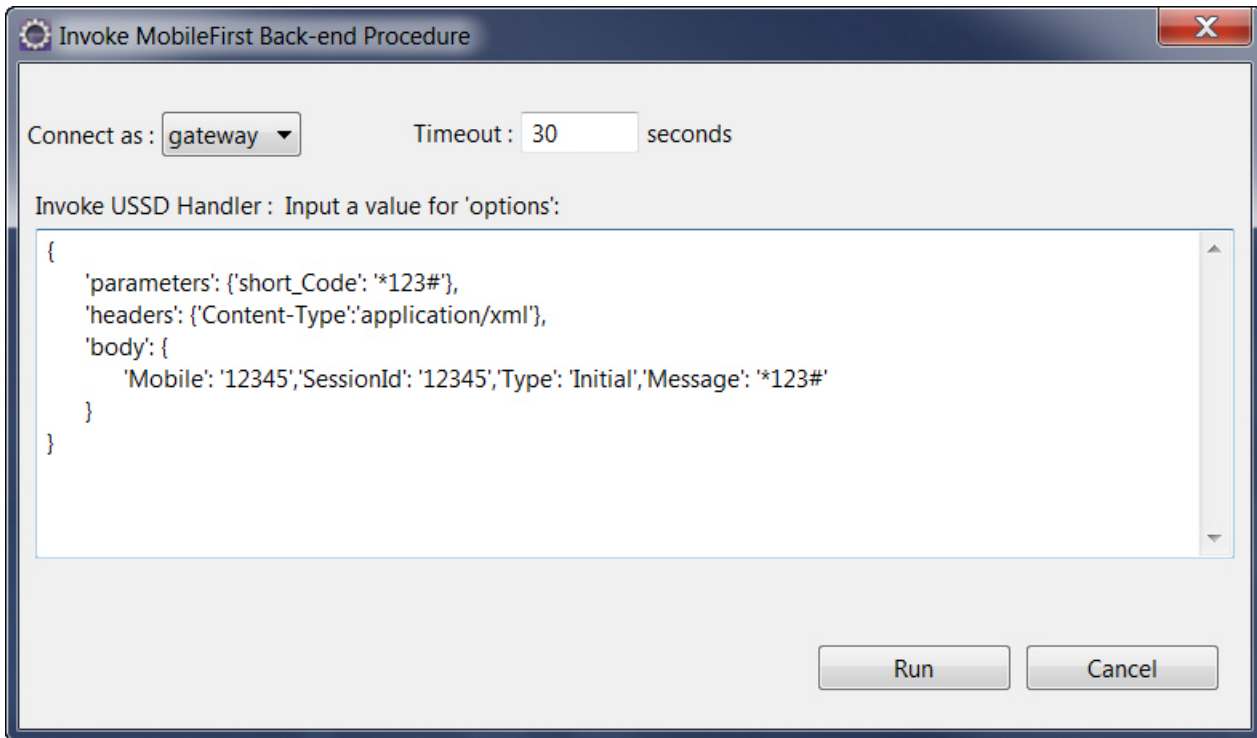 Invoke MobileFirst Back-end Procedure
Connect as : gateway Timeout : 30 seconds
Invoke USSD Handler : Input a value for 'options':
{
'parameters': {'short_Code': '*123#'},
'headers': {'Content-Type':'application/xml'},
'body': {
'Mobile': '12345','SessionId': '12345','Type': 'Initial','Message': '*123#'
}
}
Run Cancel